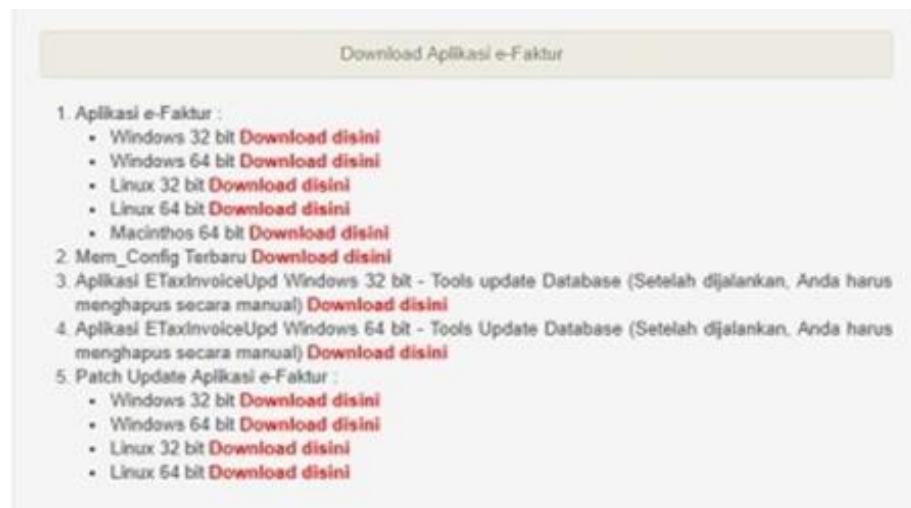 Download Aplikasi e-Faktur
1. Aplikasi e-Faktur :
• Windows 32 bit Download disini
• Windows 64 bit Download disini
• Linux 32 bit Download disini
• Linux 64 bit Download disini
• Macinthos 64 bit Download disini
2. Mem_Config Terbaru Download disini
3. Aplikasi ETaxInvoiceUpd Windows 32 bit - Tools update Database (Setelah dijalankan, Anda harus
menghapus secara manual) Download disini
4. Aplikasi ETaxInvoiceUpd Windows 64 bit - Tools Update Database (Setelah dijalankan, Anda harus
menghapus secara manual) Download disini
5. Patch Update Aplikasi e-Faktur :
• Windows 32 bit Download disini
• Windows 64 bit Download disini
• Linux 32 bit Download disini
• Linux 64 bit Download disini